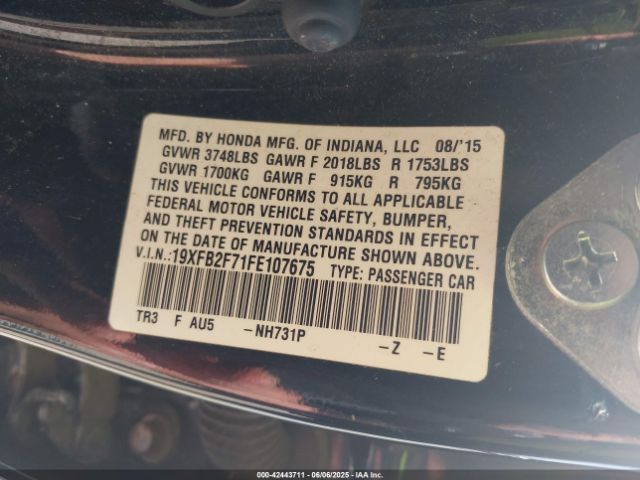 MFD. BY HONDA MFG. OF INDIANA, LLC 08/'15
GVWR 3748LBS GAWR F 2018LBS R 1753LBS
GVWR 1700KG GAWR F 915KG R 795KG
THIS VEHICLE CONFORMS TO ALL APPLICABLE
FEDERAL MOTOR VEHICLE SAFETY, BUMPER,
AND THEFT PREVENTION STANDARDS IN EFFECT
ON THE DATE OF MANUFACTURE SHOWN ABOVE.
V.I.N.:19XFB2F71FE107675 TYPE: PASSENGER CAR
TR3 F AU5 -NH731P -Z -E
000-42443711 - 06/06/2025 - IAA Inc.